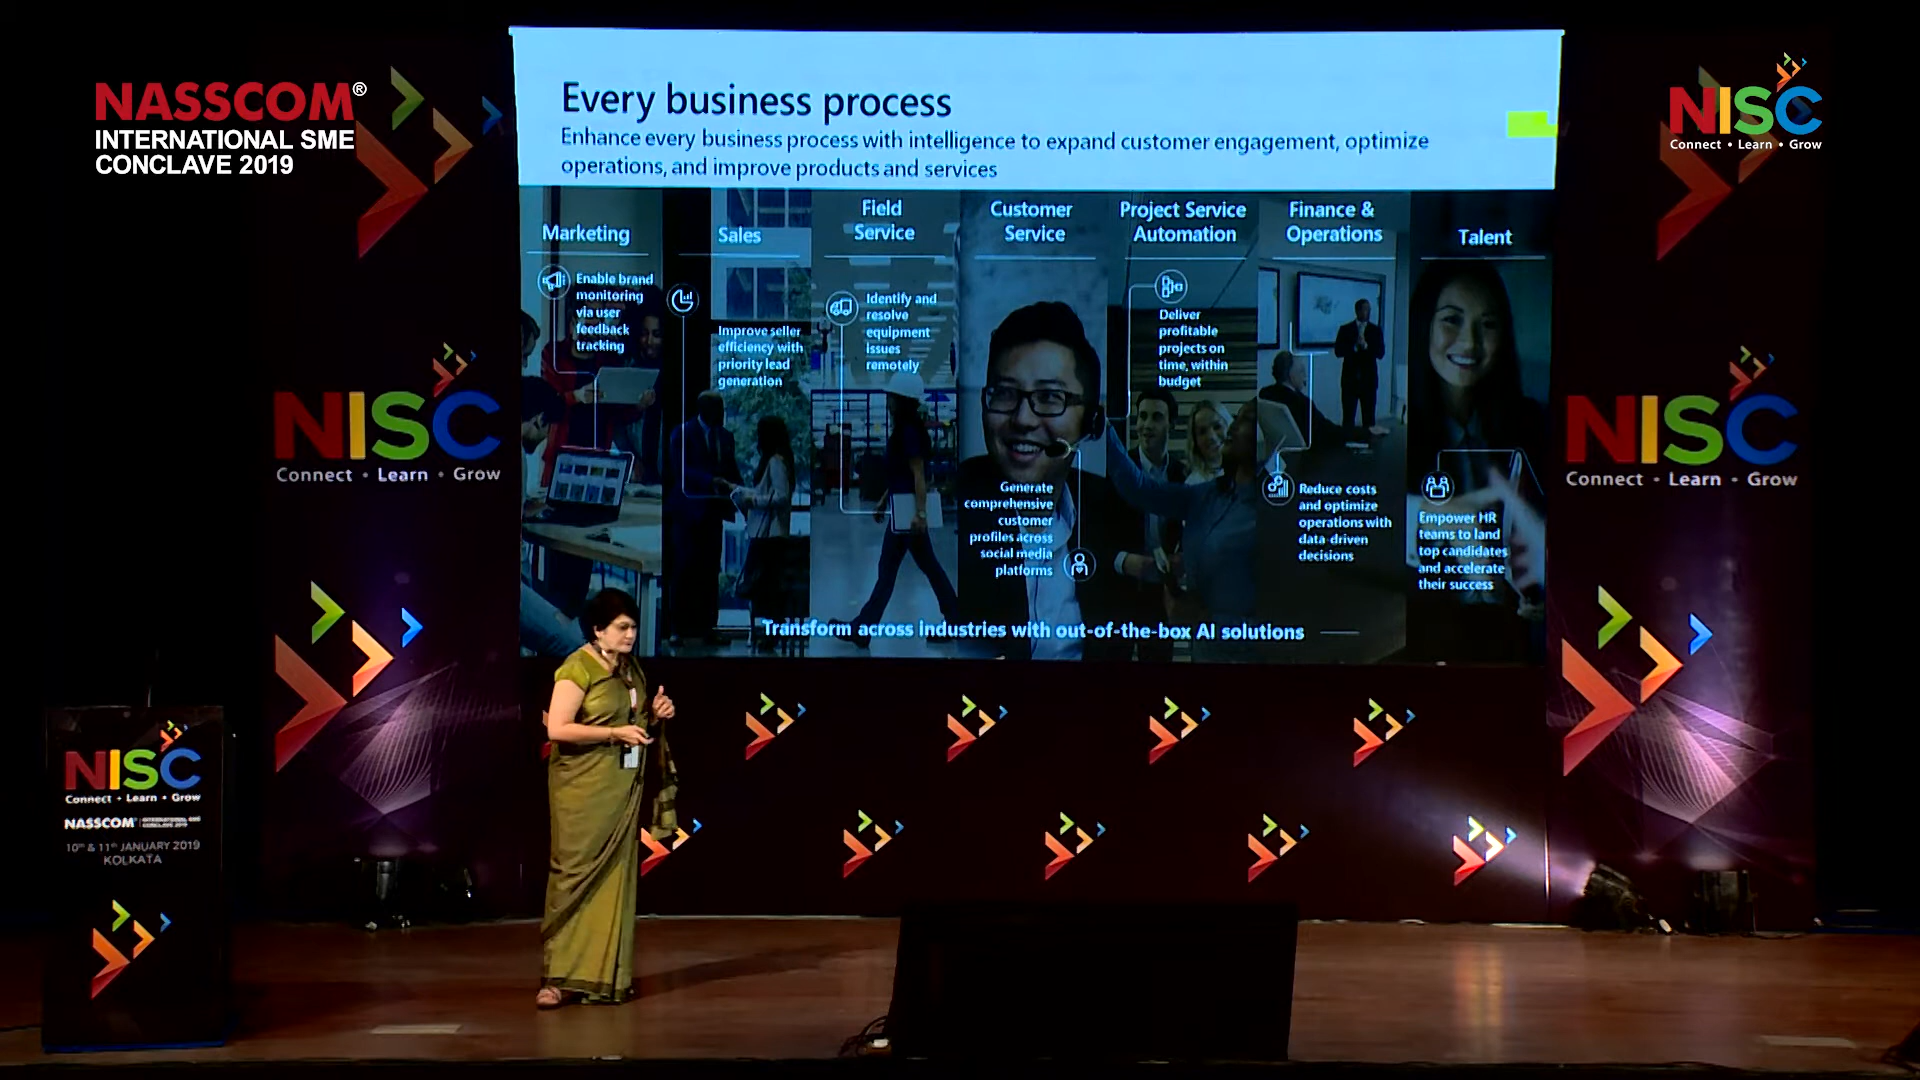 NASSCOM®
INTERNATIONAL SME
CONCLAVE 2019
NISC
Connect • Learn • Grow
Every business process
Enhance every business process with intelligence to expand customer engagement, optimize
operations, and improve products and services
Marketing
Enable brand
monitoring
via user
feedback
tracking
Sales
Improve seller
efficiency with
priority lead
generation
Field
Service
Identify and
resolve
equipment
issues
remotely
Customer
Service
Generate
comprehensive
customer
profiles across
social media
platforms
Project Service
Automation
Deliver
profitable
projects on
time, within
budget
Finance &
Operations
Reduce costs
and optimize
operations with
data-driven
decisions
Talent
Empower HR
teams to land
top candidates
and accelerate
their success
Transform across industries with out-of-the-box AI solutions
NISC
Connect • Learn • Grow
NISC
Connect • Learn • Grow
NISC
Connect • Learn • Grow
NASSCOM® INTERNATIONAL SME
CONCLAVE 2019
10th & 11th JANUARY 2019
KOLKATA